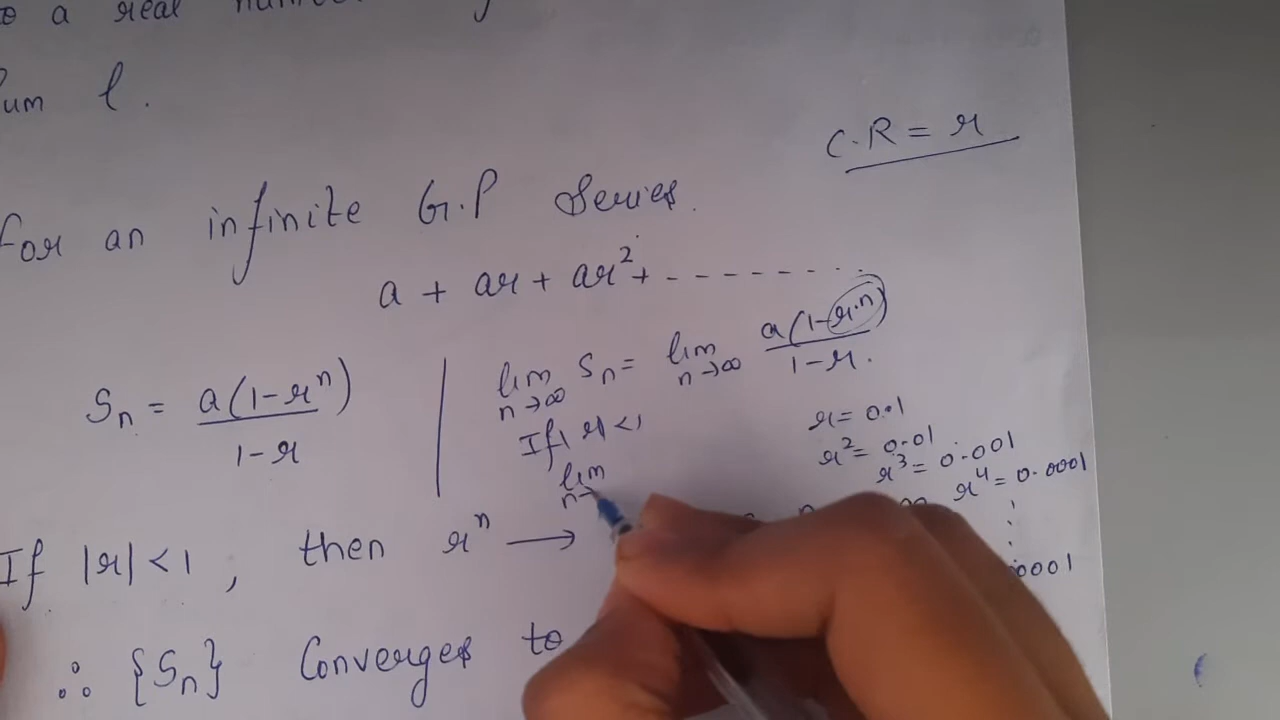 a real
um l.
C.R = r
For an infinite G.P Series.
a + ar + ar² + - - - - - - - . .
Sn = a(1-rⁿ) / 1-r
lim n→∞ Sn = lim n→∞ a(1-rⁿ) / 1-r.
If |r| <1
lim n→
r = 0.1
r² = 0.01
r³ = 0.001
r⁴ = 0.0001
0001
If |r| <1, then rⁿ →
∴ {Sn} Converges to